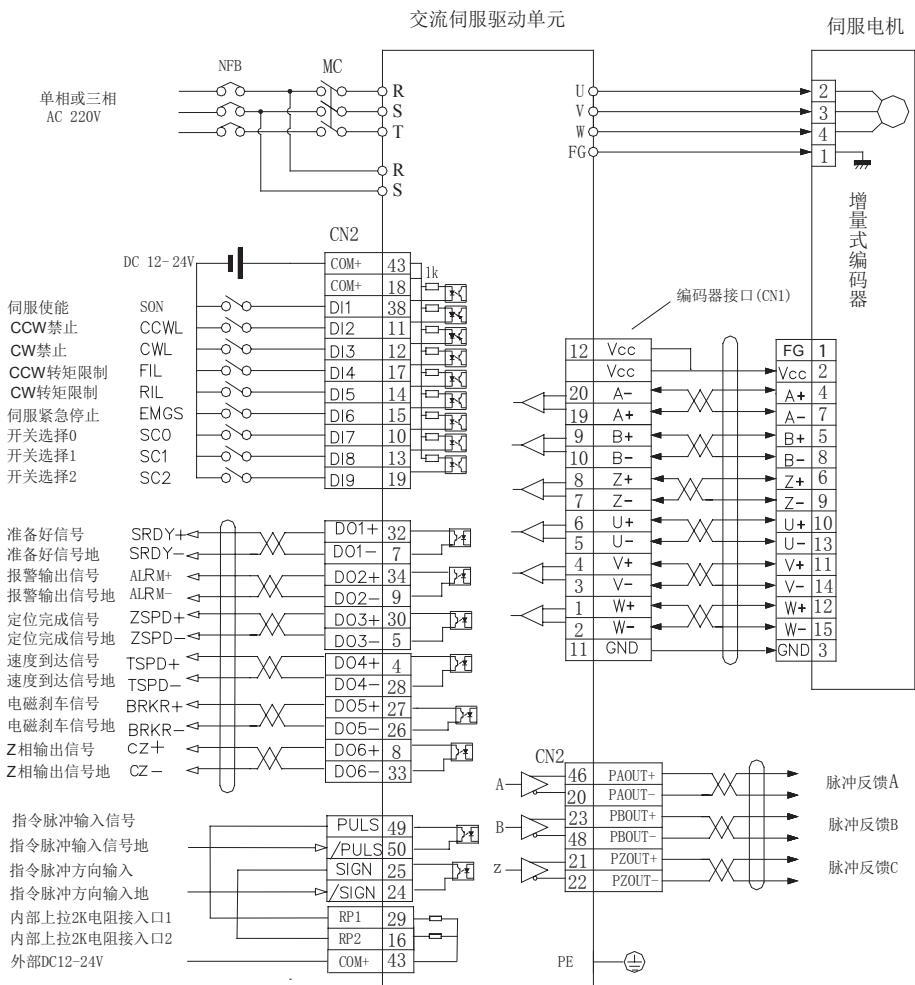 交流伺服驱动单元
伺服电机
NFB
MC
单相或三相
AC 220V
R
S
T
R
S
U
V
W
FG
2
3
4
1
增量式编码器
CN2
DC 12-24V
COM+ 43
1k
COM+ 18
伺服使能 SON DI1 38
CCW禁止 CCWL DI2 11
CW禁止 CWL DI3 12
CCW转矩限制 FIL DI4 17
CW转矩限制 RIL DI5 14
伺服紧急停止 EMGS DI6 15
开关选择0 SC0 DI7 10
开关选择1 SC1 DI8 13
开关选择2 SC2 DI9 19
编码器接口(CN1)
12 Vcc FG 1
Vcc Vcc 2
20 A- A+ 4
19 A+ A- 7
9 B+ B+ 5
10 B- B- 8
8 Z+ Z+ 6
7 Z- Z- 9
6 U+ U+ 10
5 U- U- 13
4 V+ V+ 11
3 V- V- 14
1 W+ W+ 12
2 W- W- 15
11 GND GND 3
准备好信号 SRDY+ DO1+ 32
准备好信号地 SRDY- DO1- 7
报警输出信号 ALRM+ DO2+ 34
报警输出信号地 ALRM- DO2- 9
定位完成信号 ZSPD+ DO3+ 30
定位完成信号地 ZSPD- DO3- 5
速度到达信号 TSPD+ DO4+ 4
速度到达信号地 TSPD- DO4- 28
电磁刹车信号 BRKR+ DO5+ 27
电磁刹车信号地 BRKR- DO5- 26
Z相输出信号 CZ+ DO6+ 8
Z相输出信号地 CZ- DO6- 33
CN2
A 46 PAOUT+ 脉冲反馈A
20 PAOUT-
B 23 PBOUT+ 脉冲反馈B
48 PBOUT-
Z 21 PZOUT+ 脉冲反馈C
22 PZOUT-
指令脉冲输入信号 PULS 49
指令脉冲输入信号地 /PULS 50
指令脉冲方向输入 SIGN 25
指令脉冲方向输入地 /SIGN 24
内部上拉2K电阻接入口1 RP1 29
内部上拉2K电阻接入口2 RP2 16
外部DC12-24V COM+ 43
PE